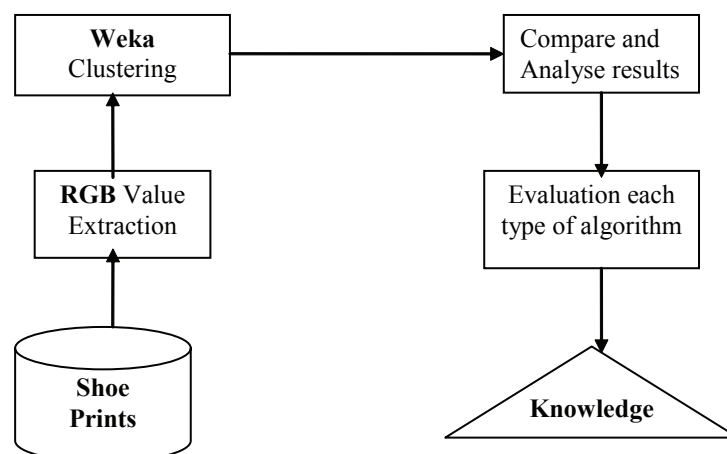 Weka
Clustering
Compare and
Analyse results
RGB Value
Extraction
Evaluation each
type of algorithm
Shoe
Prints
Knowledge